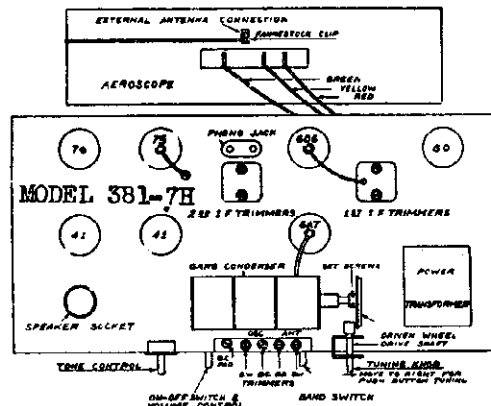 EXTERNAL ANTENNA CONNECTION
FAHNESTOCK CLIP
AEROSCOPE
GREEN
YELLOW
RED
PHONO JACK
76
75
6D6
80
MODEL 381-7H
2ND I F TRIMMERS
1ST I F TRIMMERS
41
6A7
GANG CONDENSER
SET SCREWS
POWER
TRANSFORMER
SPEAKER SOCKET
OSC
ANT
DRIVEN WHEEL
DRIVE SHAFT
B.C.
PAD
TRIMMERS
TONE CONTROL
TUNING KNOB
MOVE TO RIGHT FOR
PUSH BUTTON TUNING
ON-OFF SWITCH &
VOLUME CONTROL
BAND SWITCH